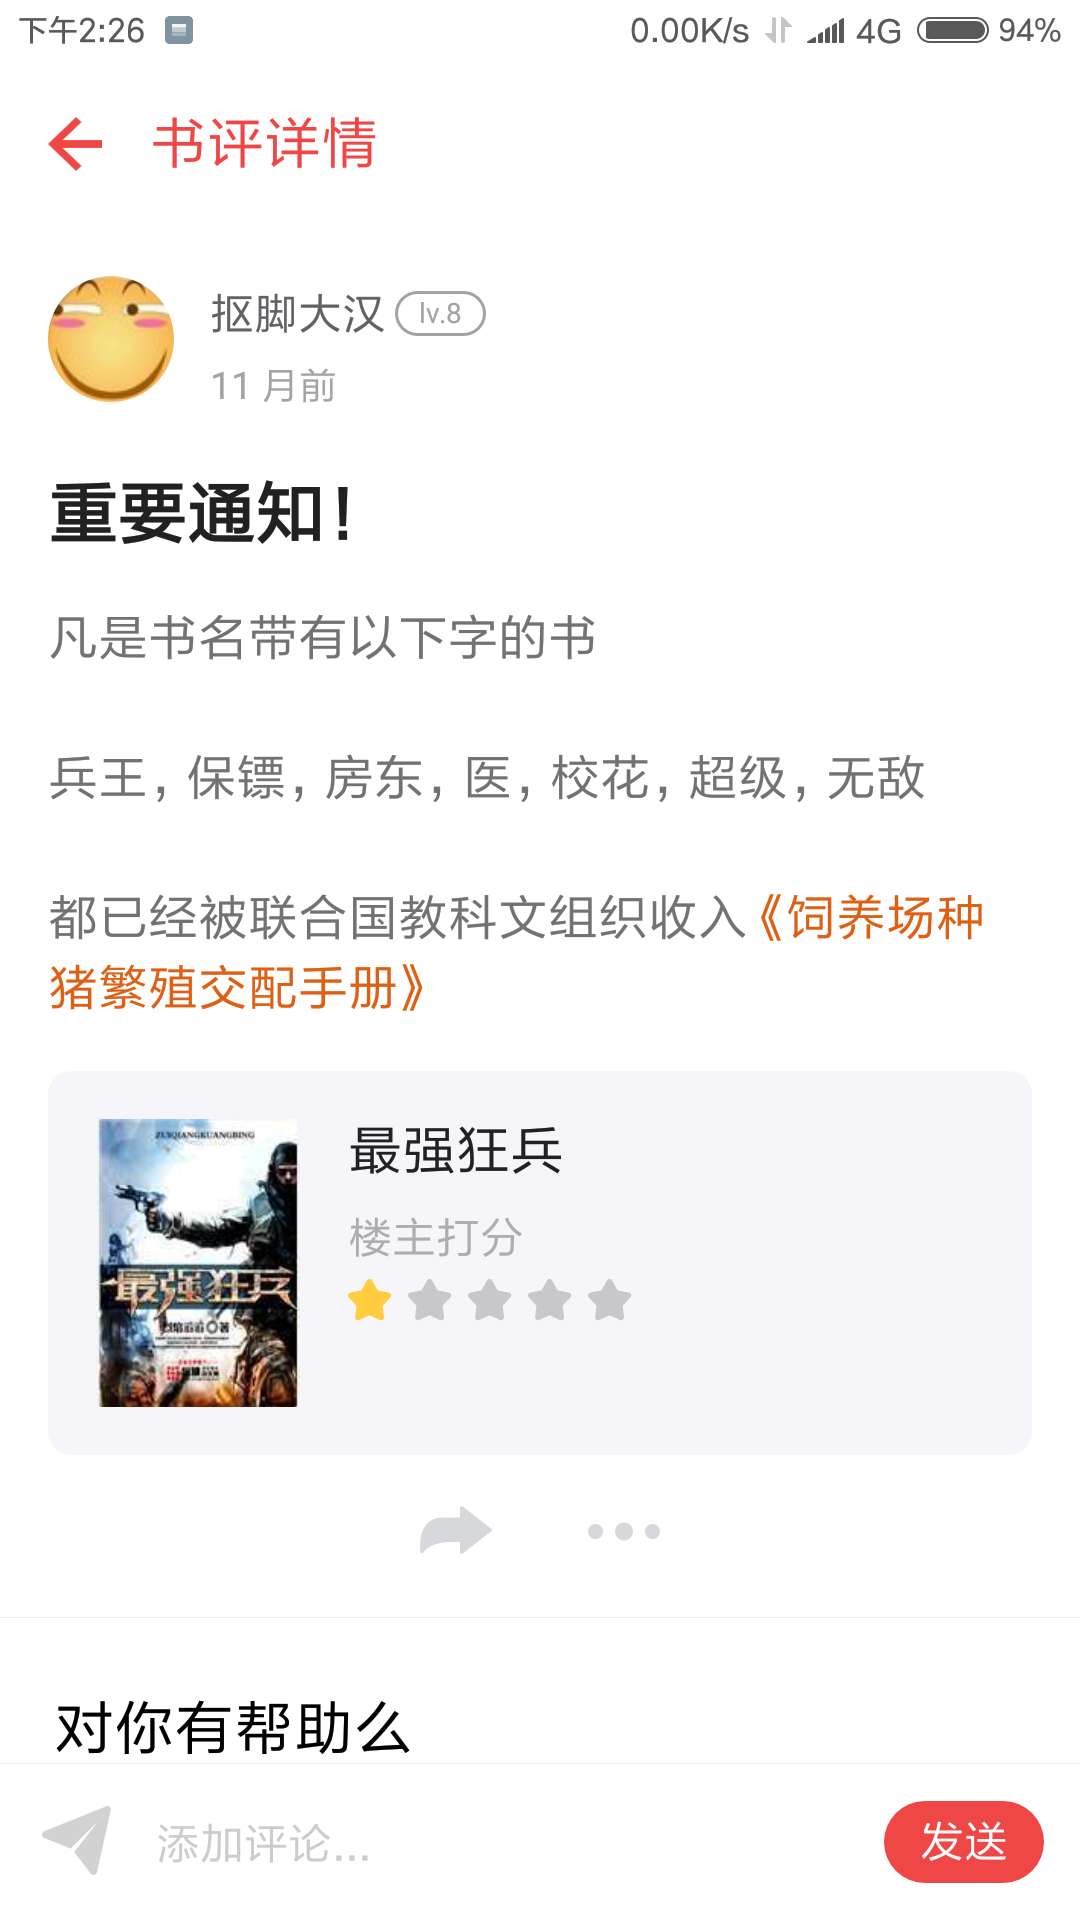 下午2:26 0.00K/s 4G 94%
书评详情
抠脚大汉 lv.8
11 月前
重要通知！
凡是书名带有以下字的书
兵王，保镖，房东，医，校花，超级，无敌
都已经被联合国教科文组织收入《饲养场种
猪繁殖交配手册》
ZUIQIANGKUANGBING
最强狂兵
著
最强狂兵
楼主打分
对你有帮助么
添加评论...
发送